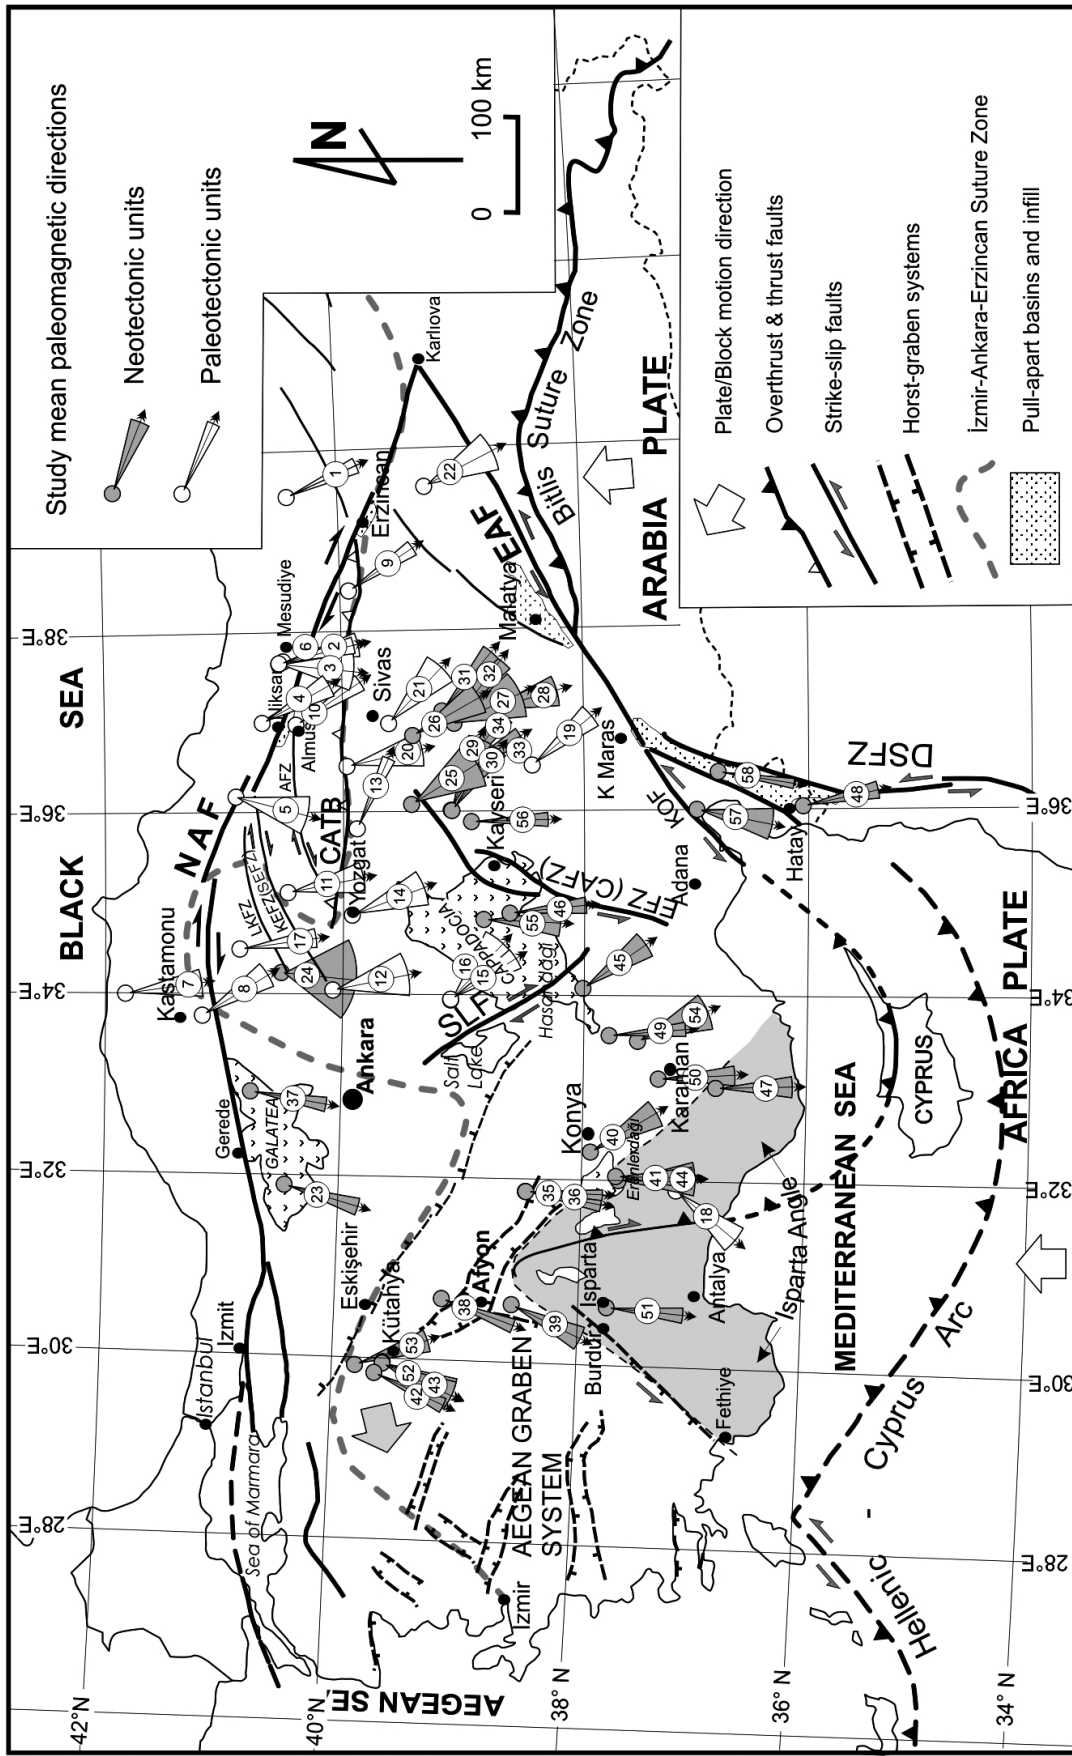 Study mean paleomagnetic directions
Neotectonic units
Paleotectonic units
N
0
100 km
Plate/Block motion direction
Overthrust & thrust faults
Strike-slip faults
Horst-graben systems
İzmir-Ankara-Erzincan Suture Zone
Pull-apart basins and infill
42°N
40°N
38° N
36° N
34° N
28°E
30°E
32°E
34°E
36°E
38°E
28°E
30°E
32°E
34°E
36°E
BLACK SEA
AEGEAN SE
MEDITERRANEAN SEA
Sea of Marmara
ARABIA PLATE
AFRICA PLATE
Bitlis Suture Zone
Hellenic - Cyprus Arc
CYPRUS
AEGEAN GRABEN
SYSTEM
Isparta Angle
NAF
EAF
CATB
AFZ
LKFZ
KEFZ(SEFZ)
SLF
EFZ (CAFZ)
KOF
DSFZ
GALATEA
CAPPADOCIA
Salt
Lake
Hasandağı
Erenlerdağı
Istanbul
Izmit
Gerede
Kastamonu
Ankara
Eskişehir
Kütahya
Afyon
Izmir
Burdur
Isparta
Antalya
Fethiye
Konya
Karaman
Yozgat
Kayseri
Sivas
Almus
Niksar
Mesudiye
Erzincan
Karlıova
Malatya
K Maras
Adana
Hatay
1
2
3
4
5
6
7
8
9
10
11
12
13
14
15
16
17
18
19
20
21
22
23
24
25
26
27
28
29
30
31
32
33
34
35
36
37
38
39
40
41
42
43
44
45
46
47
48
49
50
51
52
53
54
55
56
57
58